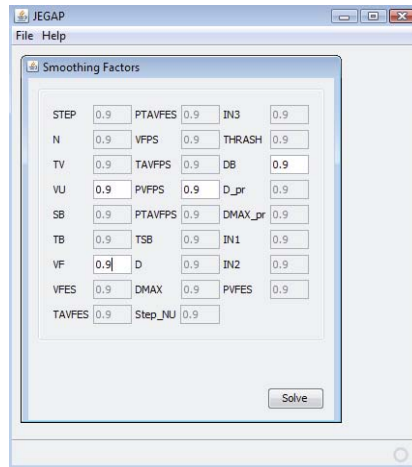 JEGAP
File Help
Smoothing Factors
STEP 0.9 PTAVFES 0.9 IN3 0.9
N 0.9 VFPS 0.9 THRASH 0.9
TV 0.9 TAVFPS 0.9 DB 0.9
VU 0.9 PVFPS 0.9 D_pr 0.9
SB 0.9 PTAVFPS 0.9 DMAX_pr 0.9
TB 0.9 TSB 0.9 IN1 0.9
VF 0.9 D 0.9 IN2 0.9
VFES 0.9 DMAX 0.9 PVFES 0.9
TAVFES 0.9 Step_NU 0.9
Solve